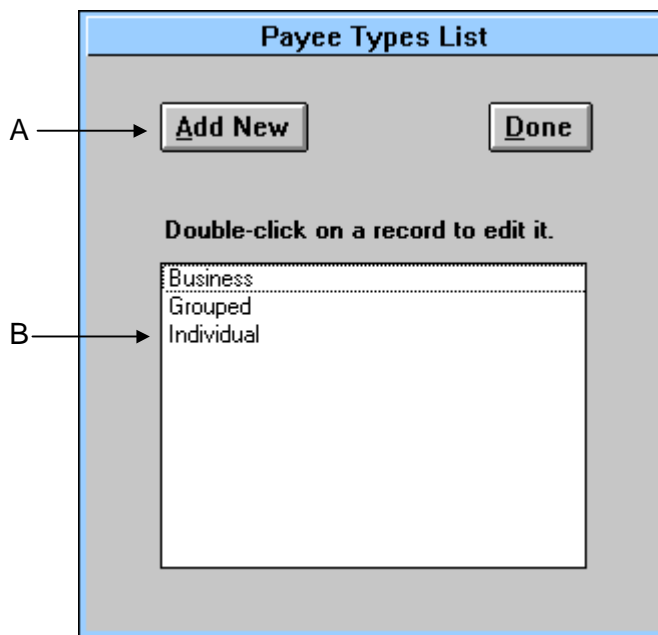 Payee Types List
A
Add New
Done
Double-click on a record to edit it.
Business
Grouped
B
Individual